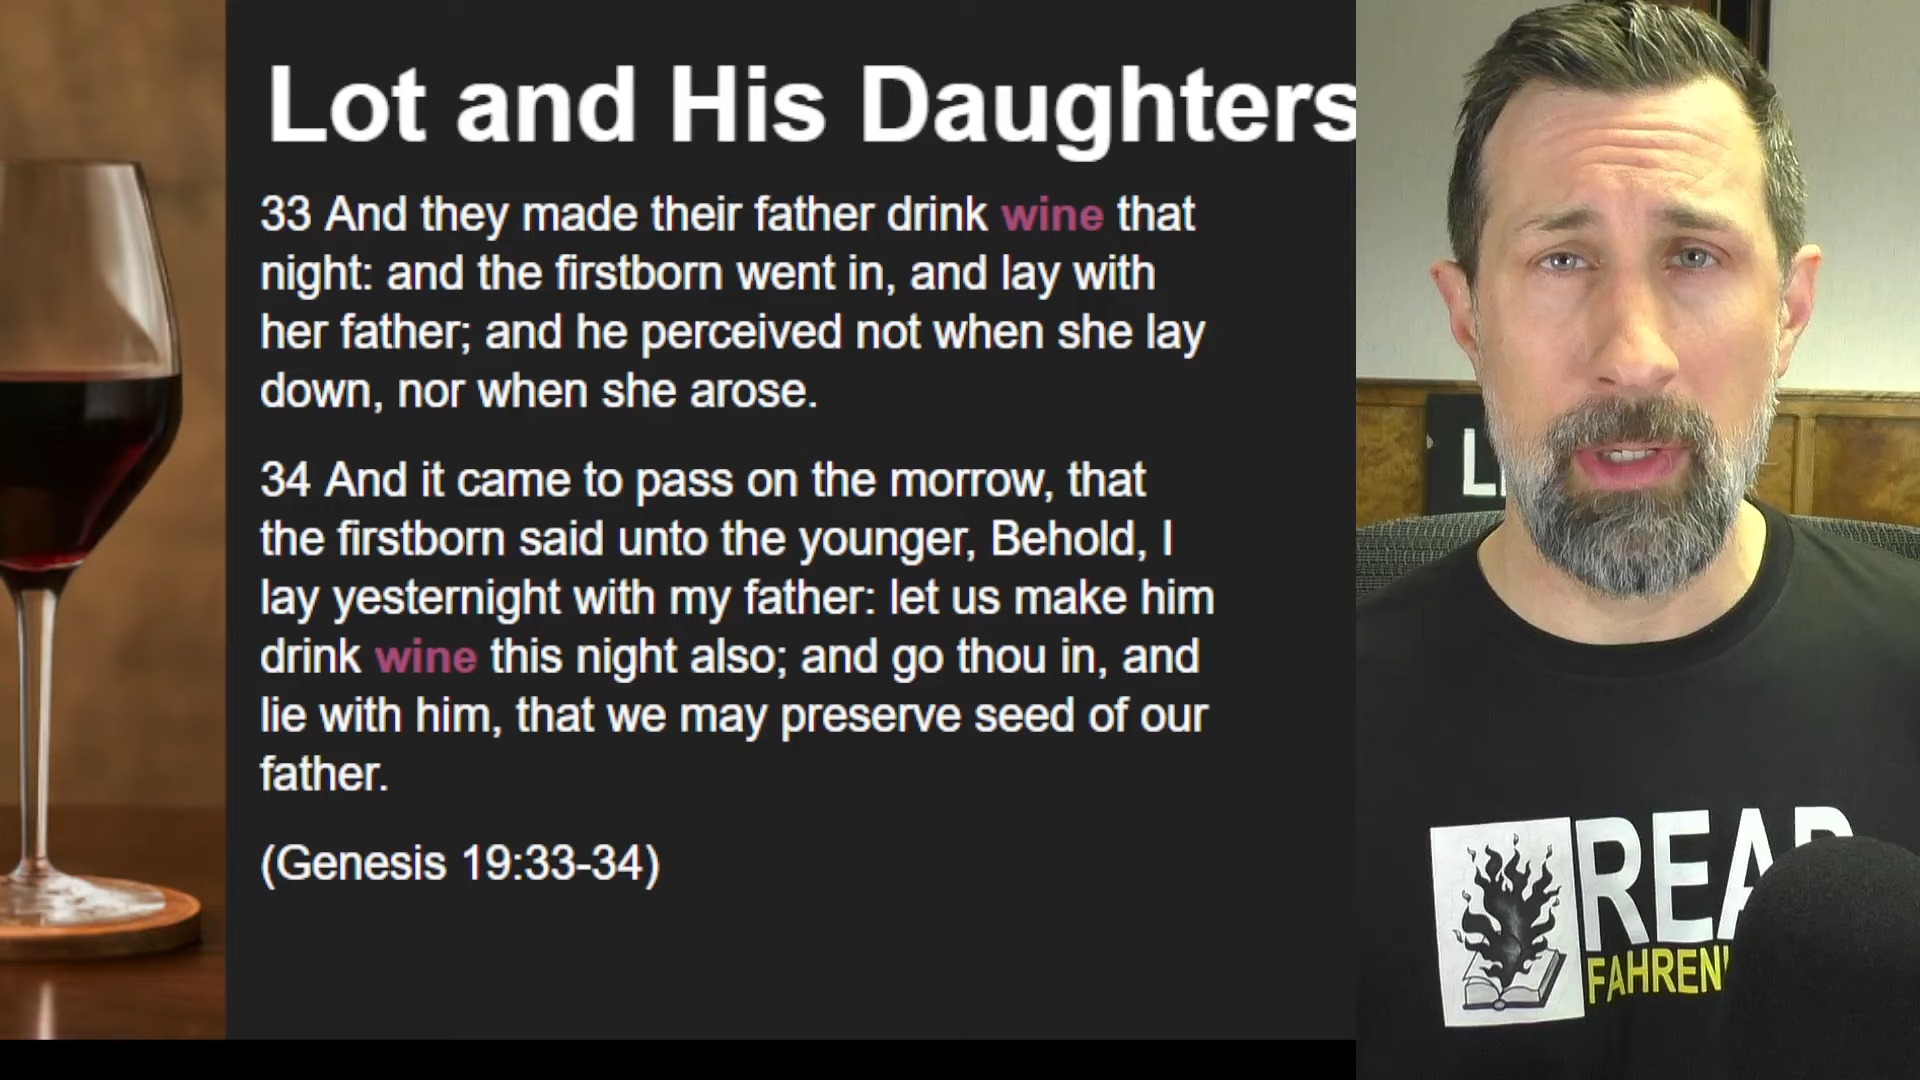 Lot and His Daughters
33 And they made their father drink wine that
night: and the firstborn went in, and lay with
her father; and he perceived not when she lay
down, nor when she arose.
34 And it came to pass on the morrow, that
the firstborn said unto the younger, Behold, I
lay yesternight with my father: let us make him
drink wine this night also; and go thou in, and
lie with him, that we may preserve seed of our
father.
(Genesis 19:33-34)
READ